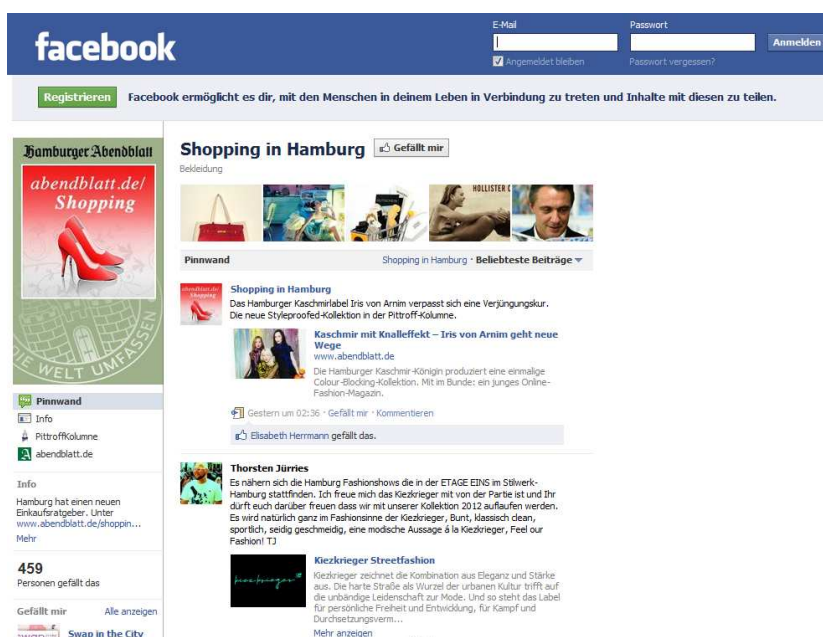 facebook
E-Mail
Passwort
Anmelden
Angemeldet bleiben
Passwort vergessen?
Registrieren
Facebook ermöglicht es dir, mit den Menschen in deinem Leben in Verbindung zu treten und Inhalte mit diesen zu teilen.
Hamburger Abendblatt
abendblatt.de/
Shopping
DIE WELT UMFASSEN
Pinnwand
Info
PittroffKolumne
abendblatt.de
Info
Hamburg hat einen neuen
Einkaufsratgeber. Unter
www.abendblatt.de/shoppin...
Mehr
459
Personen gefällt das
Gefällt mir
Alle anzeigen
Swap in the City
Shopping in Hamburg
Gefällt mir
Bekleidung
HOLLISTER
Pinnwand
Shopping in Hamburg · Beliebteste Beiträge
Shopping in Hamburg
Das Hamburger Kaschmirlabel Iris von Arnim verpasst sich eine Verjüngungskur.
Die neue Styleproofed-Kollektion in der Pittroff-Kolumne.
Kaschmir mit Knalleffekt – Iris von Arnim geht neue
Wege
www.abendblatt.de
Die Hamburger Kaschmir-Königin produziert eine einmalige
Colour-Blocking-Kollektion. Mit im Bunde: ein junges Online-
Fashion-Magazin.
Gestern um 02:36 · Gefällt mir · Kommentieren
Elisabeth Herrmann gefällt das.
Thorsten Jürries
Es nähern sich die Hamburg Fashionshows die in der ETAGE EINS im Stilwerk-
Hamburg stattfinden. Ich freue mich das Kiezkrieger mit von der Partie ist und Ihr
dürft euch darüber freuen dass wir mit unserer Kollektion 2012 auflaufen werden.
Es wird natürlich ganz im Fashionsinne der Kiezkrieger, Bunt, klassisch clean,
sportlich, seidig geschmeidig, eine modische Aussage á la Kiezkrieger, Feel our
Fashion! TJ
kiezkrieger
Kiezkrieger Streetfashion
Kiezkrieger zeichnet die Kombination aus Eleganz und Stärke
aus. Die harte Straße als Wurzel der urbanen Kultur trifft auf
die unbändige Leidenschaft zur Mode. Und so steht das Label
für persönliche Freiheit und Entwicklung, für Kampf und
Durchsetzungsverm...
Mehr anzeigen